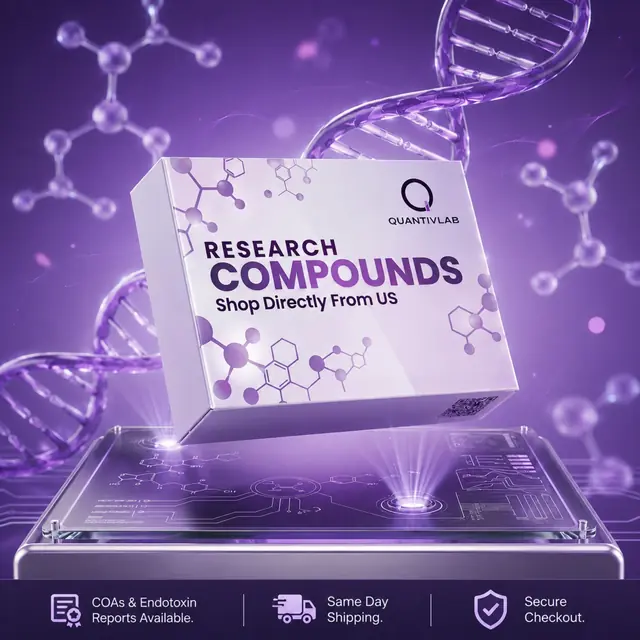 QUANTIVLAB
RESEARCH
COMPOUNDS
Shop Directly From US
COAs & Endotoxin
Reports Available.
Same Day
Shipping.
Secure
Checkout.